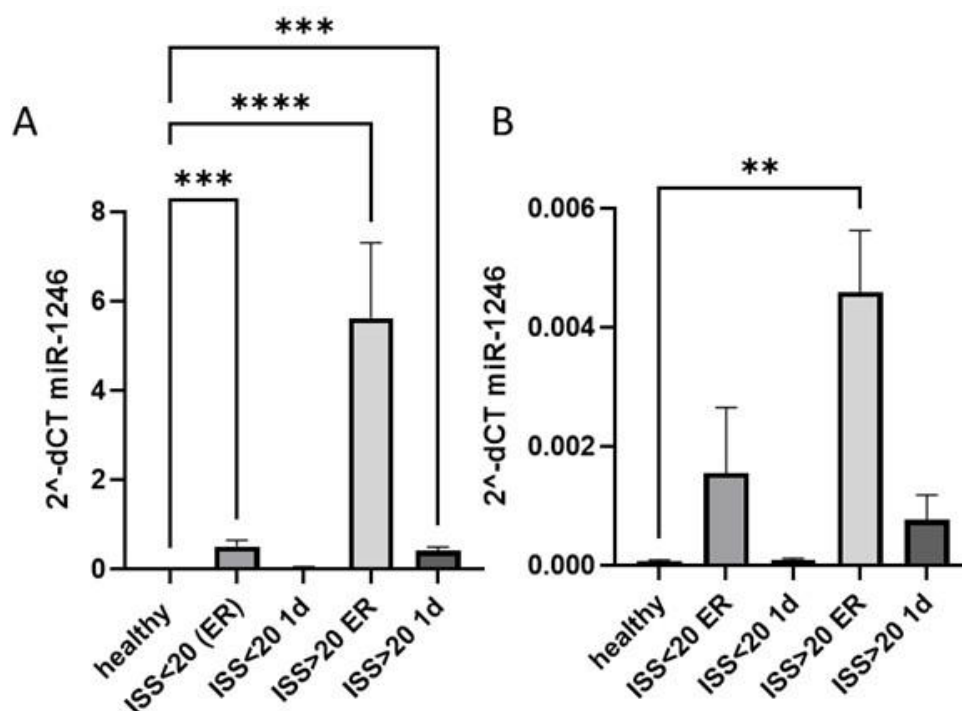 A
***
****
***
2^-dCT miR-1246
8
6
4
2
0
healthy
ISS<20 (ER)
ISS<20 1d
ISS>20 ER
ISS>20 1d
B
**
2^-dCT miR-1246
0.006
0.004
0.002
0.000
healthy
ISS<20 ER
ISS<20 1d
ISS>20 ER
ISS>20 1d